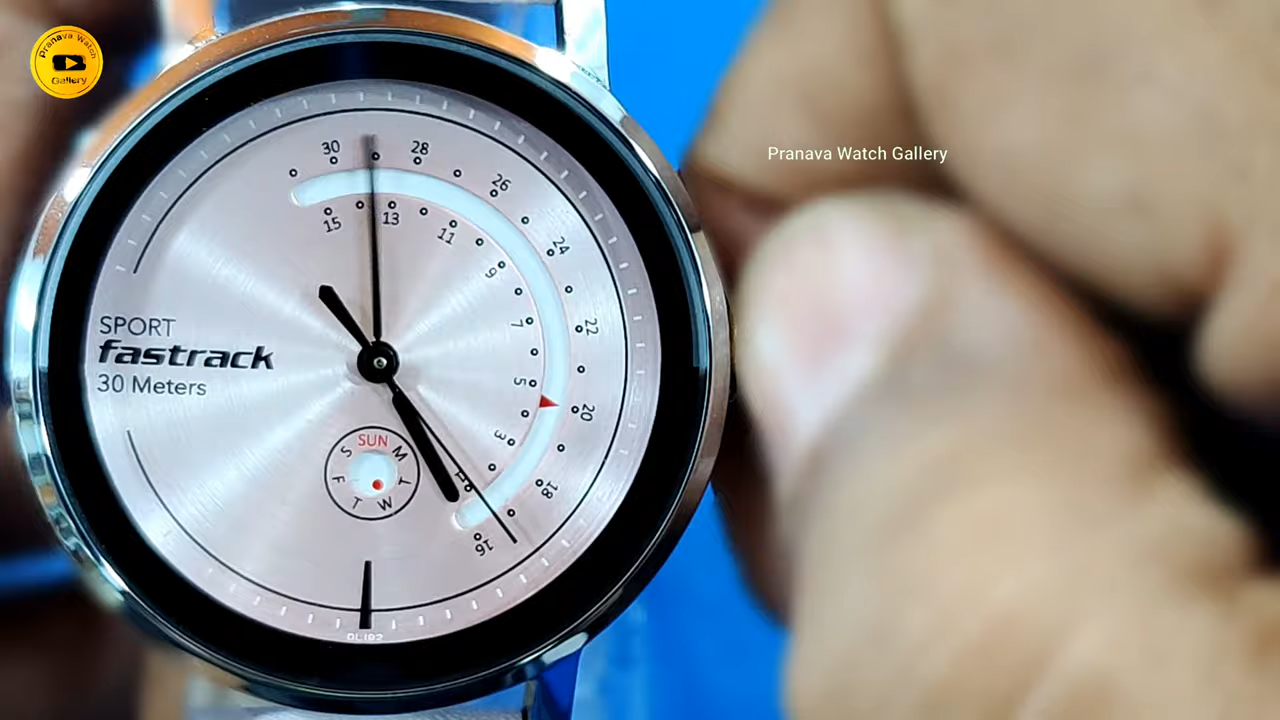 Pranava Watch
Gallery
Pranava Watch Gallery
30
28
26
24
22
20
18
16
15
13
11
9
7
5
3
1
SPORT
fastrack
30 Meters
SUN
M
T
W
T
F
S